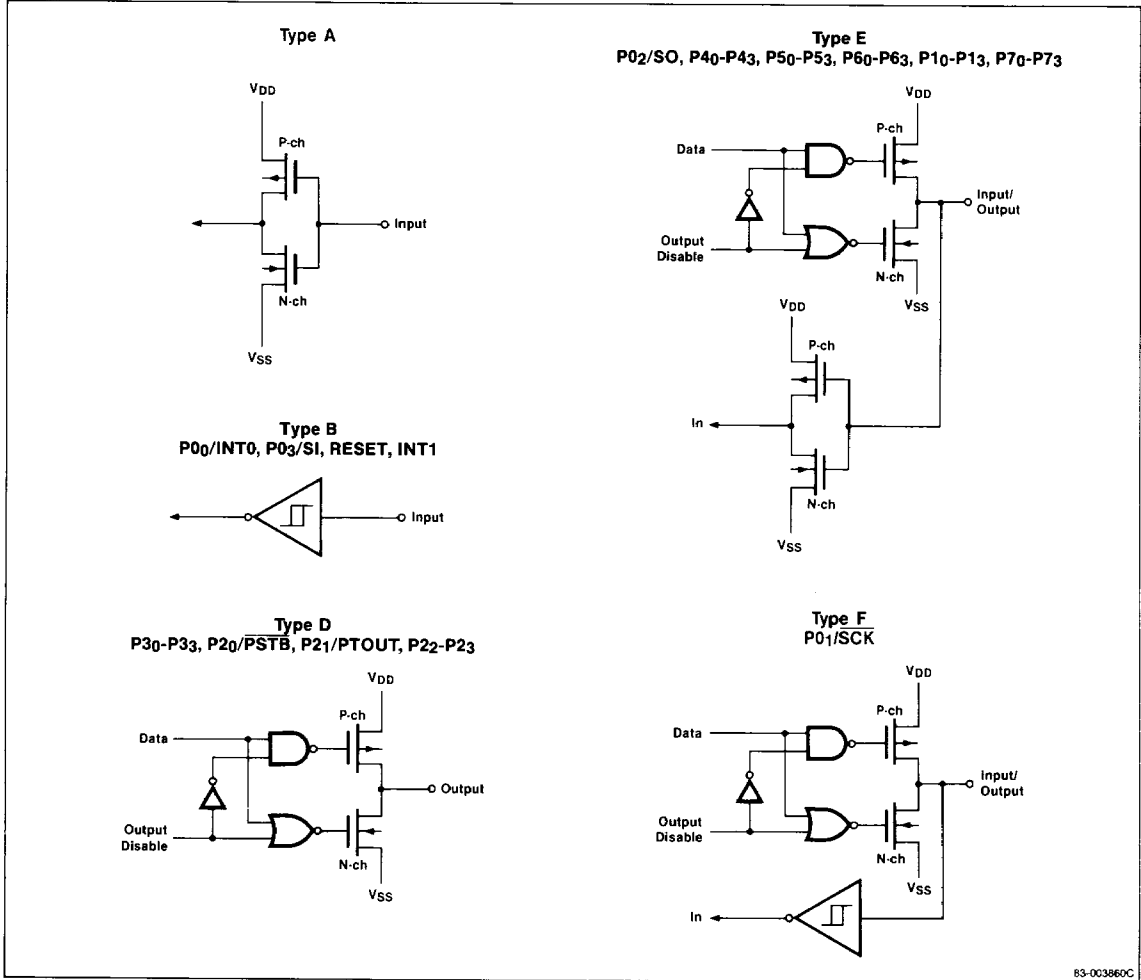 Type A
VDD
P-ch
Input
N-ch
VSS
Type B
P00/INT0, P03/SI, RESET, INT1
Input
Type D
P30-P33, P20/PSTB, P21/PTOUT, P22-P23
VDD
P-ch
Data
Output
Output
Disable
N-ch
VSS
Type E
P02/SO, P40-P43, P50-P53, P60-P63, P10-P13, P70-P73
VDD
P-ch
Data
Input/
Output
Output
Disable
N-ch
VSS
VDD
P-ch
In
N-ch
VSS
Type F
P01/SCK
VDD
P-ch
Data
Input/
Output
Output
Disable
N-ch
VSS
In
83-003860C